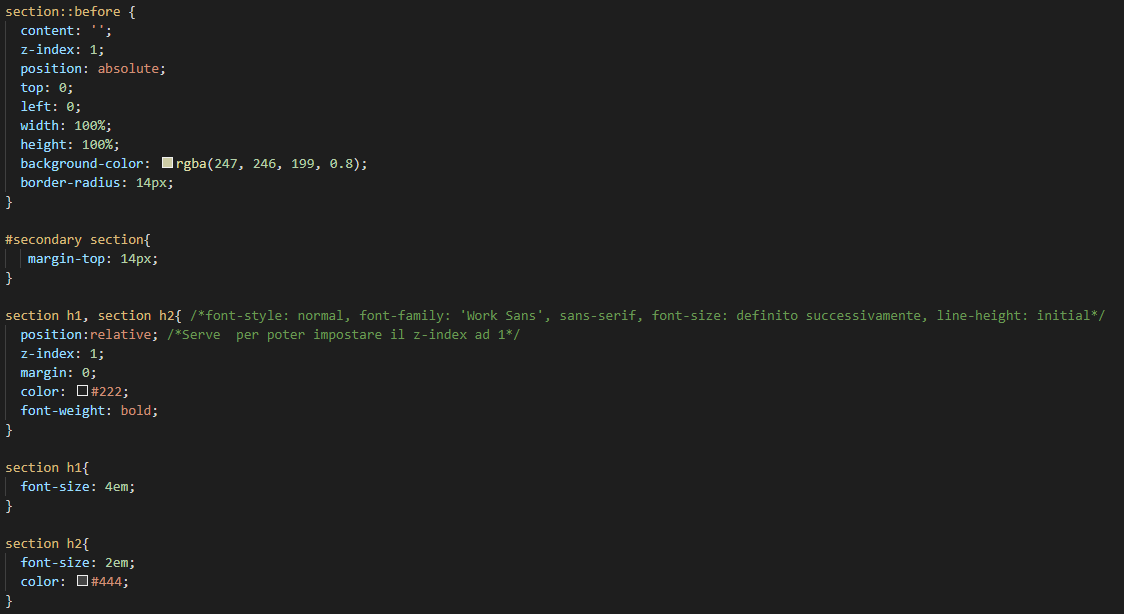 section::before {
content: '';
z-index: 1;
position: absolute;
top: 0;
left: 0;
width: 100%;
height: 100%;
background-color: rgba(247, 246, 199, 0.8);
border-radius: 14px;
}
#secondary section{
margin-top: 14px;
}
section h1, section h2{ /*font-style: normal, font-family: 'Work Sans', sans-serif, font-size: definito successivamente, line-height: initial*/
position:relative; /*Serve  per poter impostare il z-index ad 1*/
z-index: 1;
margin: 0;
color: #222;
font-weight: bold;
}
section h1{
font-size: 4em;
}
section h2{
font-size: 2em;
color: #444;
}